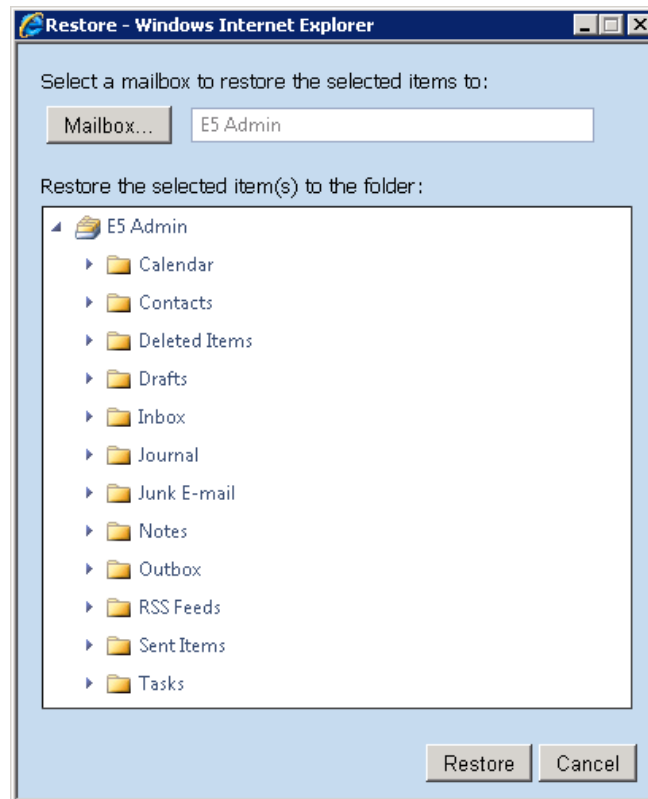 Restore - Windows Internet Explorer
Select a mailbox to restore the selected items to:
Mailbox... E5 Admin
Restore the selected item(s) to the folder:
E5 Admin
Calendar
Contacts
Deleted Items
Drafts
Inbox
Journal
Junk E-mail
Notes
Outbox
RSS Feeds
Sent Items
Tasks
Restore Cancel